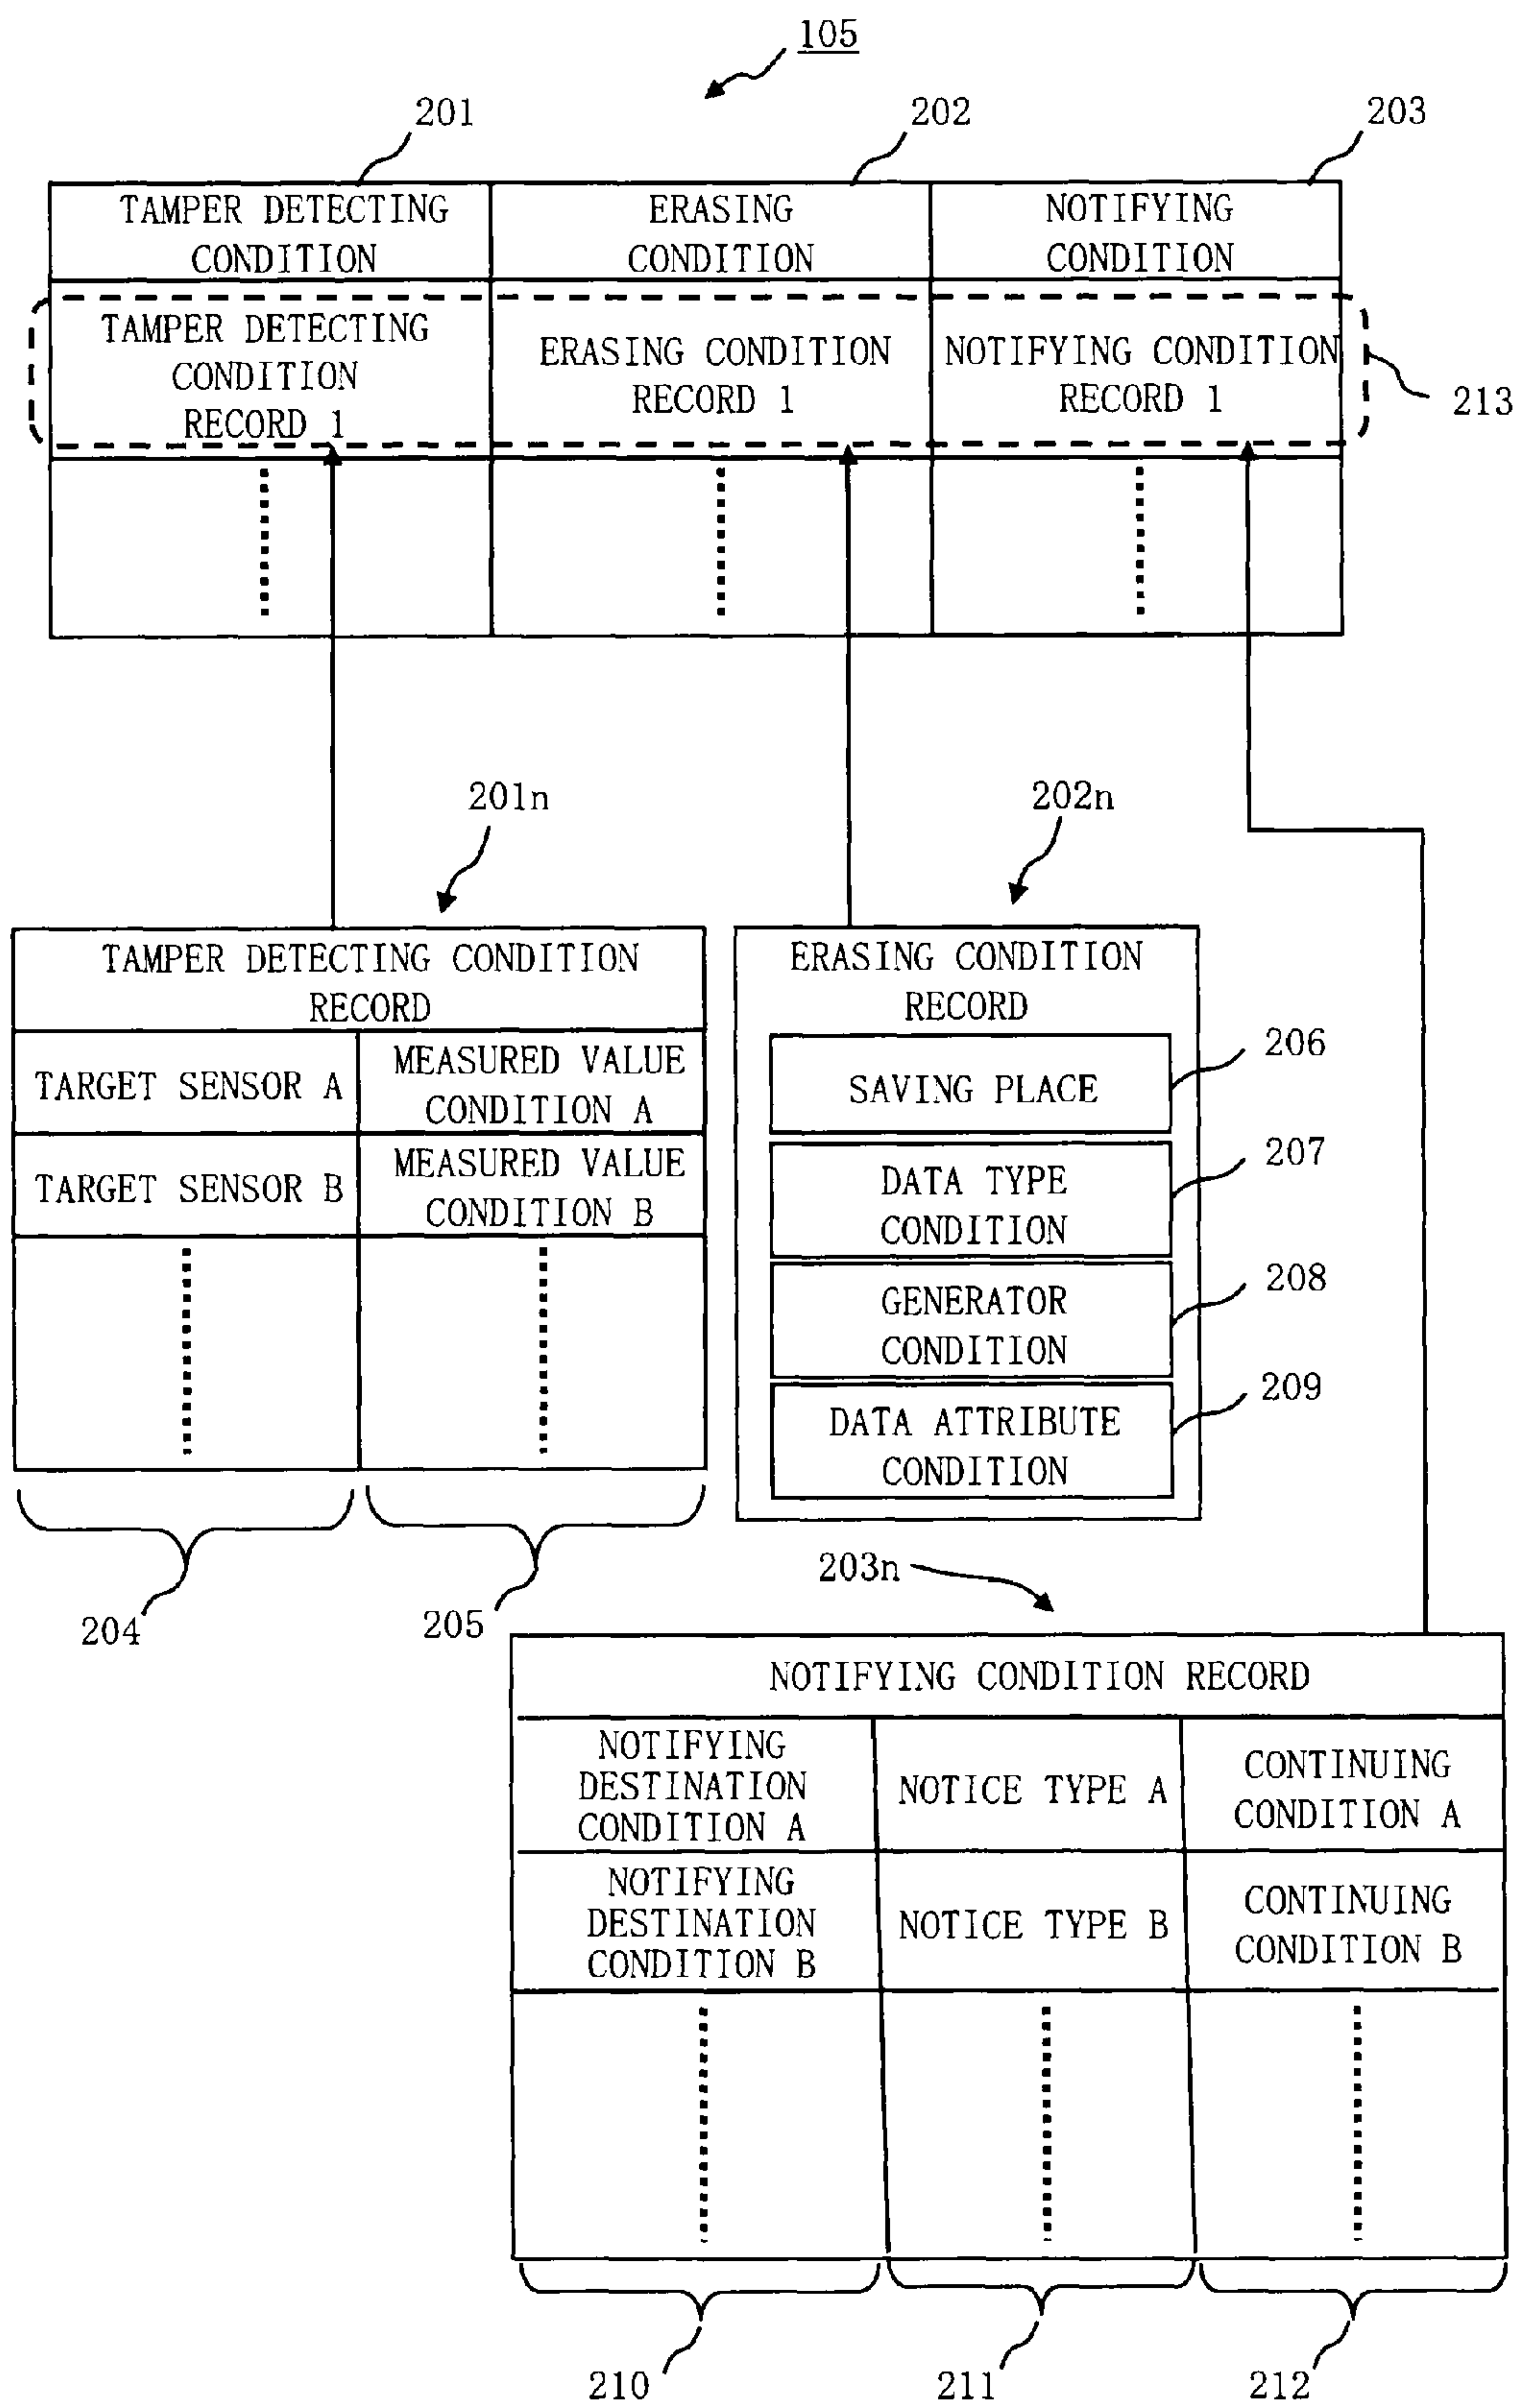 105
201
202
203
TAMPER DETECTING
CONDITION
ERASING
CONDITION
NOTIFYING
CONDITION
TAMPER DETECTING
CONDITION
RECORD 1
ERASING CONDITION
RECORD 1
NOTIFYING CONDITION
RECORD 1
213
201n
202n
TAMPER DETECTING CONDITION
RECORD
TARGET SENSOR A
MEASURED VALUE
CONDITION A
TARGET SENSOR B
MEASURED VALUE
CONDITION B
204
205
ERASING CONDITION
RECORD
SAVING PLACE
206
DATA TYPE
CONDITION
207
GENERATOR
CONDITION
208
DATA ATTRIBUTE
CONDITION
209
203n
NOTIFYING CONDITION RECORD
NOTIFYING
DESTINATION
CONDITION A
NOTICE TYPE A
CONTINUING
CONDITION A
NOTIFYING
DESTINATION
CONDITION B
NOTICE TYPE B
CONTINUING
CONDITION B
210
211
212